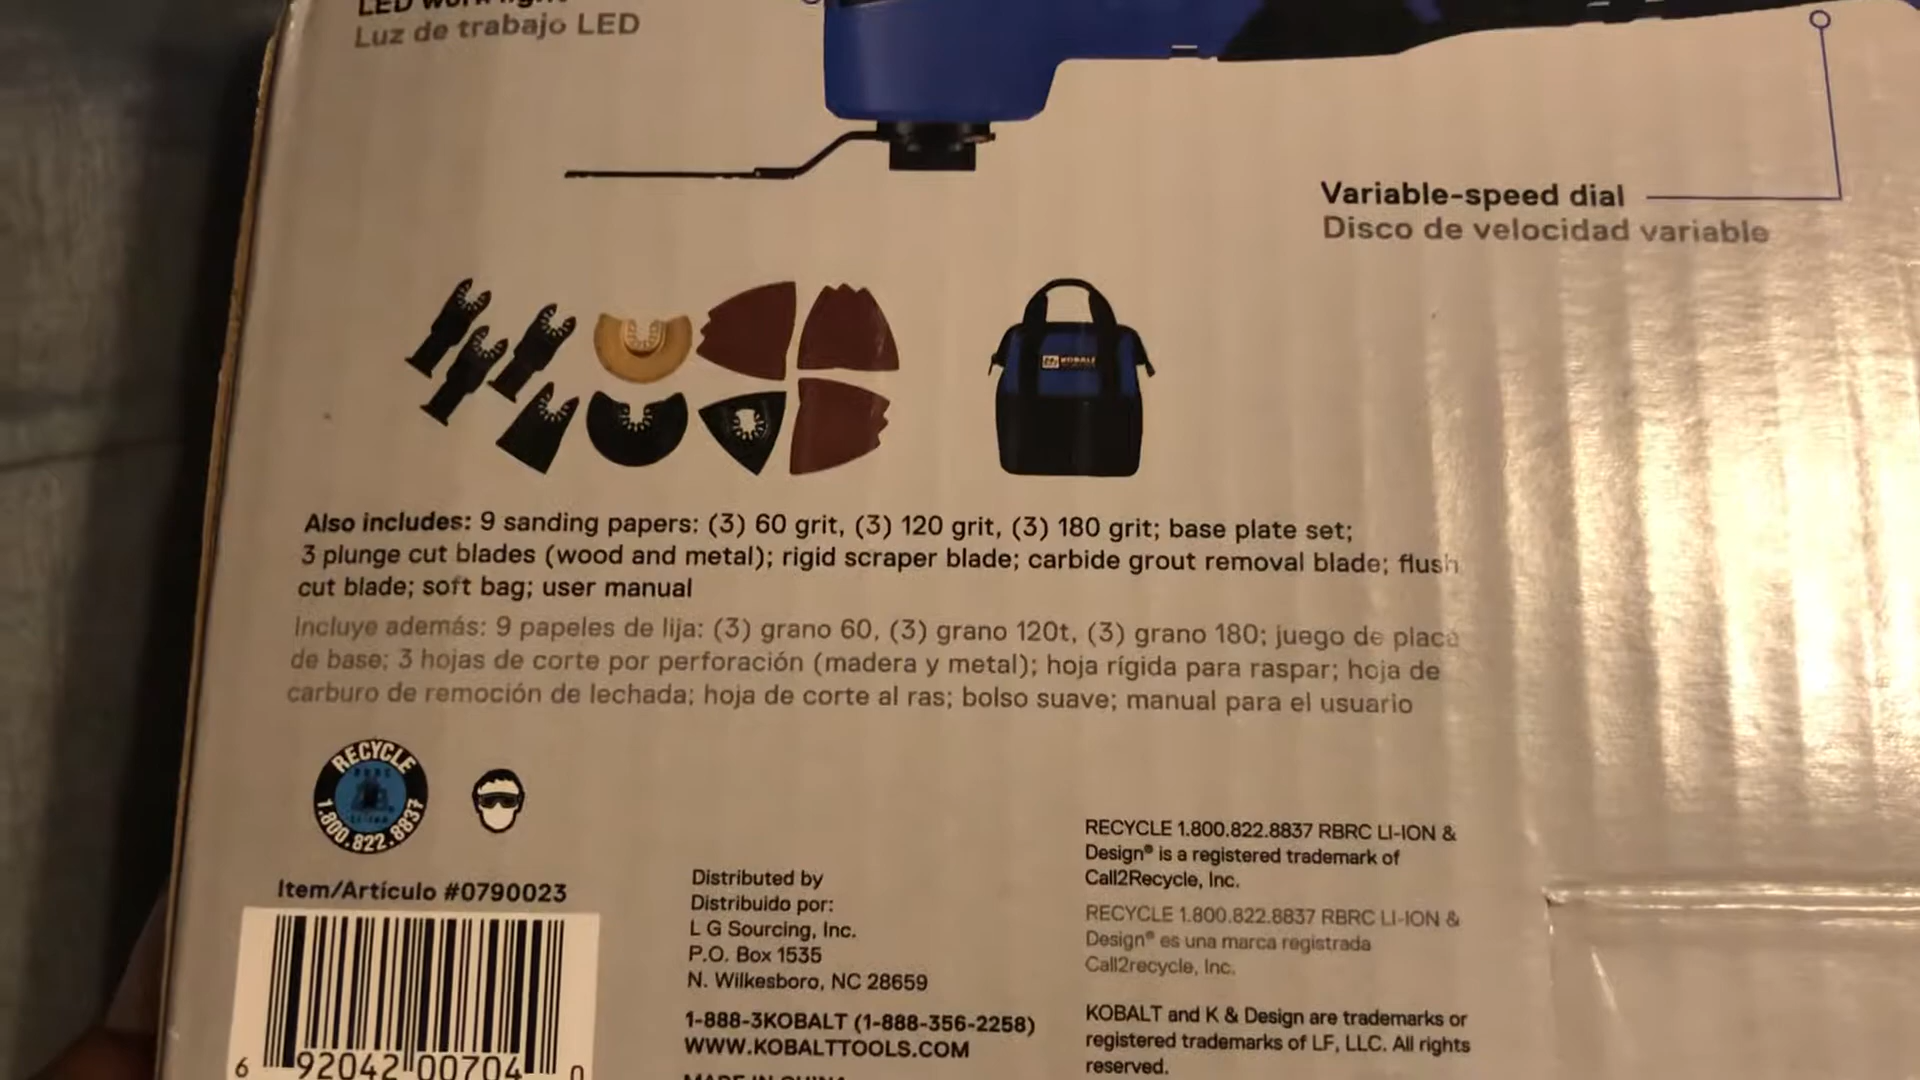 LED work light
Luz de trabajo LED
Variable-speed dial
Disco de velocidad variable
KOBALT
Also includes: 9 sanding papers: (3) 60 grit, (3) 120 grit, (3) 180 grit; base plate set;
3 plunge cut blades (wood and metal); rigid scraper blade; carbide grout removal blade; flush
cut blade; soft bag; user manual
Incluye además: 9 papeles de lija: (3) grano 60, (3) grano 120t, (3) grano 180; juego de placa
de base; 3 hojas de corte por perforación (madera y metal); hoja rígida para raspar; hoja de
carburo de remoción de lechada; hoja de corte al ras; bolso suave; manual para el usuario
RECYCLE
RBRC
LI-ION
1.800.822.8837
Item/Artículo #0790023
6 92042 00704 0
Distributed by
Distribuido por:
L G Sourcing, Inc.
P.O. Box 1535
N. Wilkesboro, NC 28659
1-888-3KOBALT (1-888-356-2258)
WWW.KOBALTTOOLS.COM
MADE IN CHINA
RECYCLE 1.800.822.8837 RBRC LI-ION &
Design® is a registered trademark of
Call2Recycle, Inc.
RECYCLE 1.800.822.8837 RBRC LI-ION &
Design® es una marca registrada
Call2recycle, Inc.
KOBALT and K & Design are trademarks or
registered trademarks of LF, LLC. All rights
reserved.